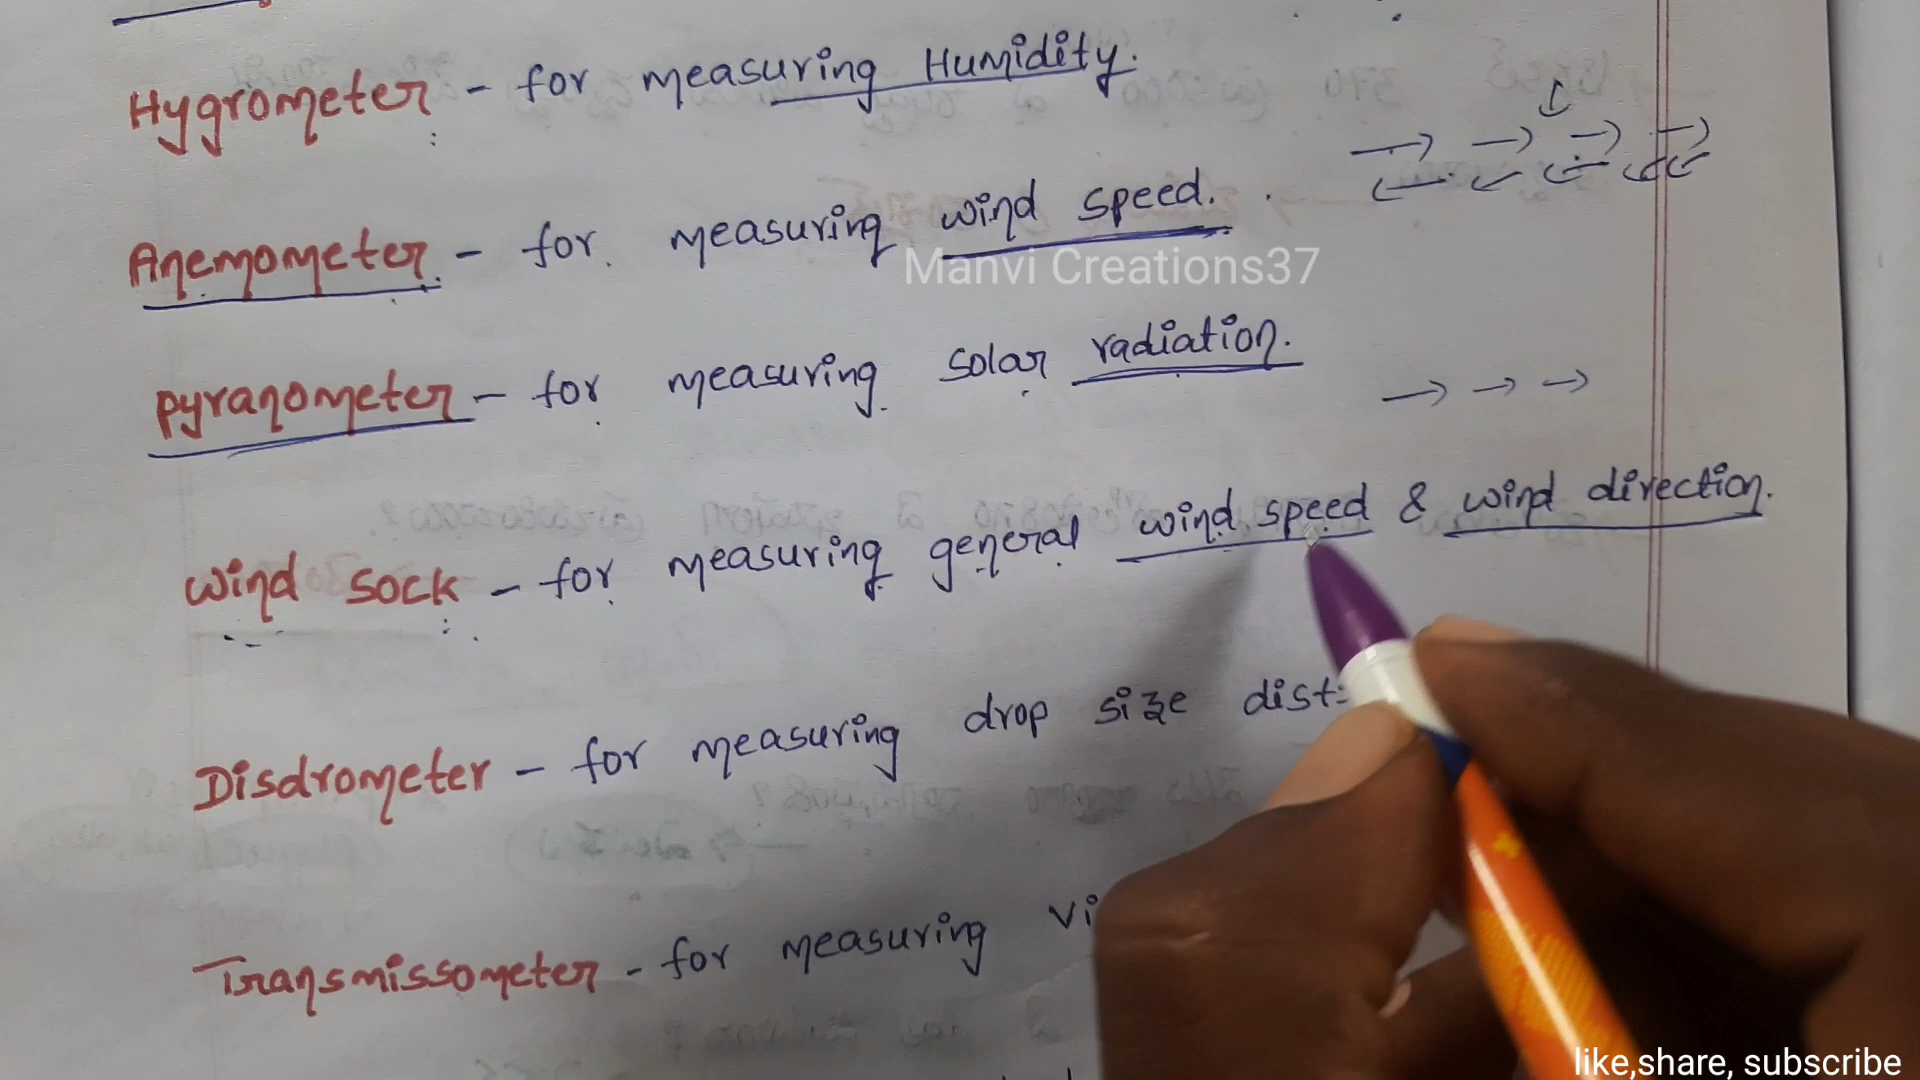 Hygrometer - for measuring Humidity.
Anemometer - for measuring wind speed.
Manvi Creations37
pyranometer - for measuring solar radiation.
wind sock - for measuring general wind speed & wind direction.
Disdrometer - for measuring drop size dist
Transmissometer - for measuring vi
like,share, subscribe